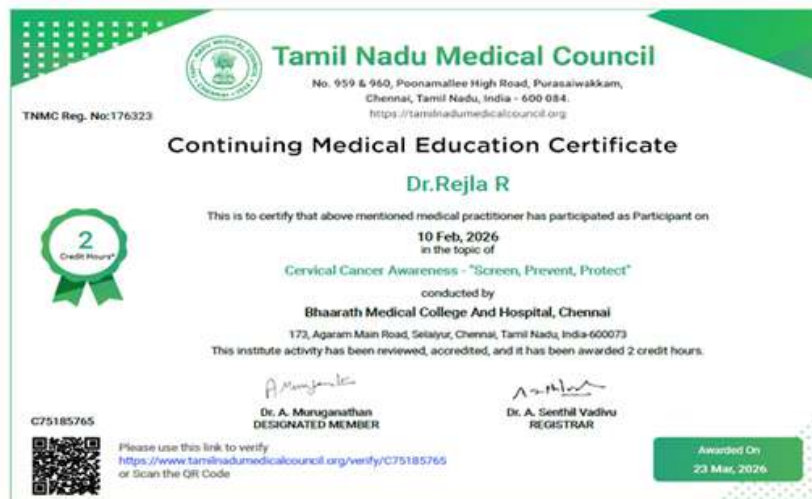 Tamil Nadu Medical Council
No. 959 & 960, Poonamallee High Road, Purasaiwakkam,
Chennai, Tamil Nadu, India - 600 084.
https://tamilnadumedicalcouncil.org
TNMC Reg. No:176323
Continuing Medical Education Certificate
Dr.Rejla R
This is to certify that above mentioned medical practitioner has participated as Participant on
2
Credit Hours*
10 Feb, 2026
in the topic of
Cervical Cancer Awareness - "Screen, Prevent, Protect"
conducted by
Bhaarath Medical College And Hospital, Chennai
173, Agaram Main Road, Selaiyur, Chennai, Tamil Nadu, India-600073
This institute activity has been reviewed, accredited, and it has been awarded 2 credit hours.
Dr. A. Muruganathan
DESIGNATED MEMBER
Dr. A. Senthil Vadivu
REGISTRAR
C75185765
Please use this link to verify
https://www.tamilnadumedicalcouncil.org/verify/C75185765
or Scan the QR Code
Awarded On
23 Mar, 2026